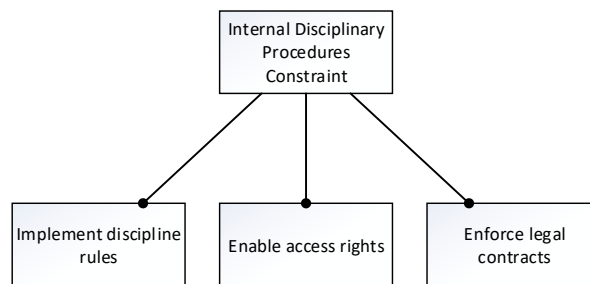 Internal Disciplinary
Procedures
Constraint
Implement discipline
rules
Enable access rights
Enforce legal
contracts